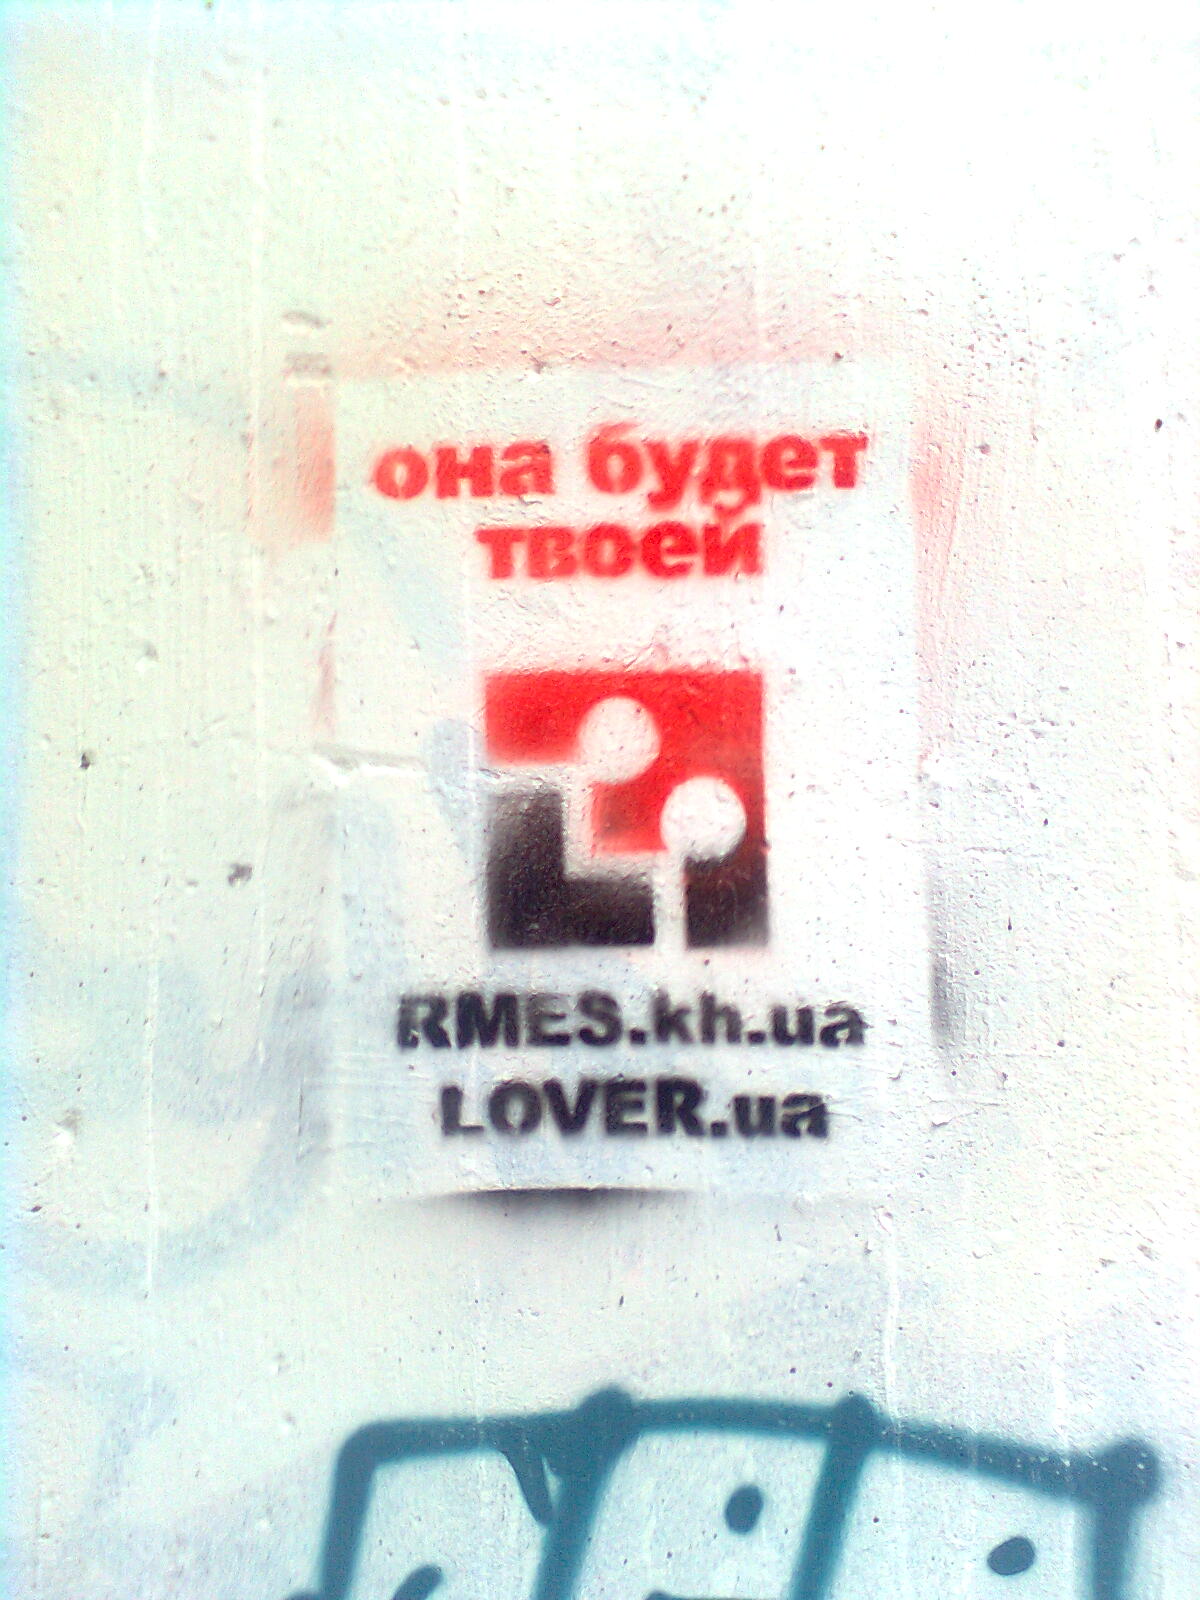 она будет
твоей
RMES.kh.ua
LOVER.ua